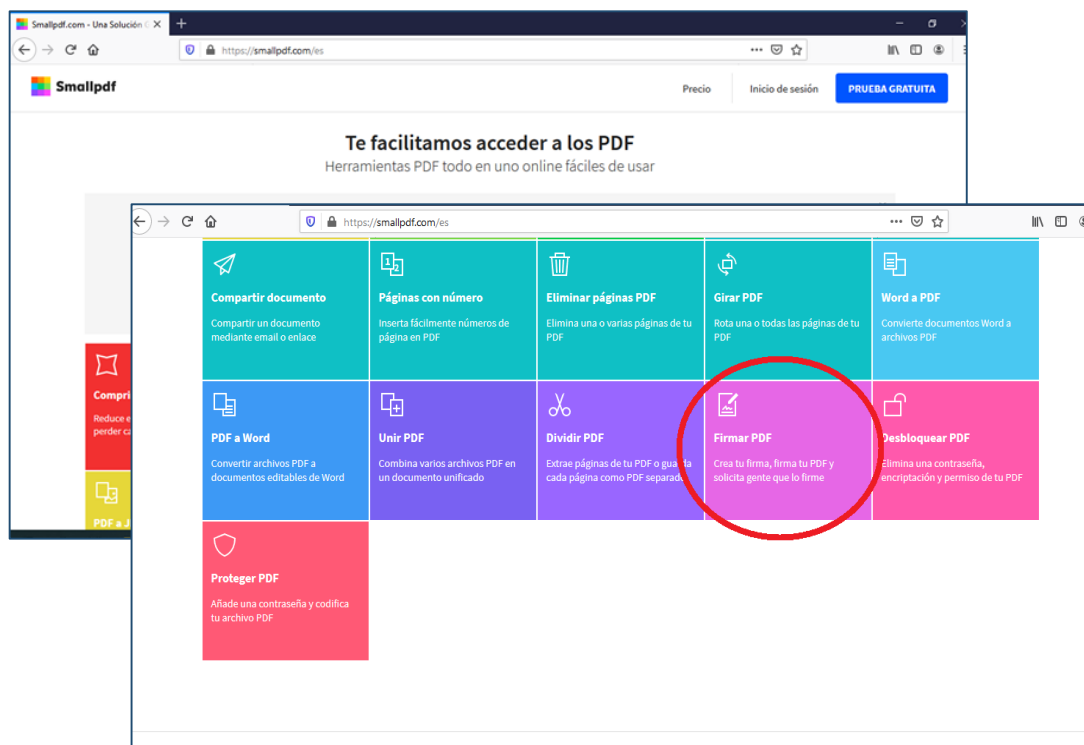 Smallpdf.com - Una Solución
https://smallpdf.com/es
Smallpdf
Precio
Inicio de sesión
PRUEBA GRATUITA
Te facilitamos acceder a los PDF
Herramientas PDF todo en uno online fáciles de usar
Compri
Reduce e
perder ca
PDF a J
https://smallpdf.com/es
Compartir documento
Compartir un documento
mediante email o enlace
Páginas con número
Inserta fácilmente números de
página en PDF
Eliminar páginas PDF
Elimina una o varias páginas de tu
PDF
Girar PDF
Rota una o todas las páginas de tu
PDF
Word a PDF
Convierte documentos Word a
archivos PDF
PDF a Word
Convertir archivos PDF a
documentos editables de Word
Unir PDF
Combina varios archivos PDF en
un documento unificado
Dividir PDF
Extrae páginas de tu PDF o guarda
cada página como PDF separado
Firmar PDF
Crea tu firma, firma tu PDF y
solicita gente que lo firme
Desbloquear PDF
Elimina una contraseña,
encriptación y permiso de tu PDF
Proteger PDF
Añade una contraseña y codifica
tu archivo PDF